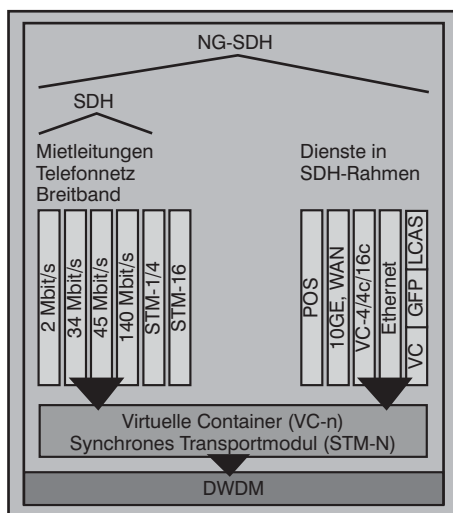 NG-SDH
SDH
Mietleitungen
Telefonnetz
Breitband
Dienste in
SDH-Rahmen
2 Mbit/s
34 Mbit/s
45 Mbit/s
140 Mbit/s
STM-1/4
STM-16
POS
10GE, WAN
VC-4/4c/16c
Ethernet
VC
GFP
LCAS
Virtuelle Container (VC-n)
Synchrones Transportmodul (STM-N)
DWDM